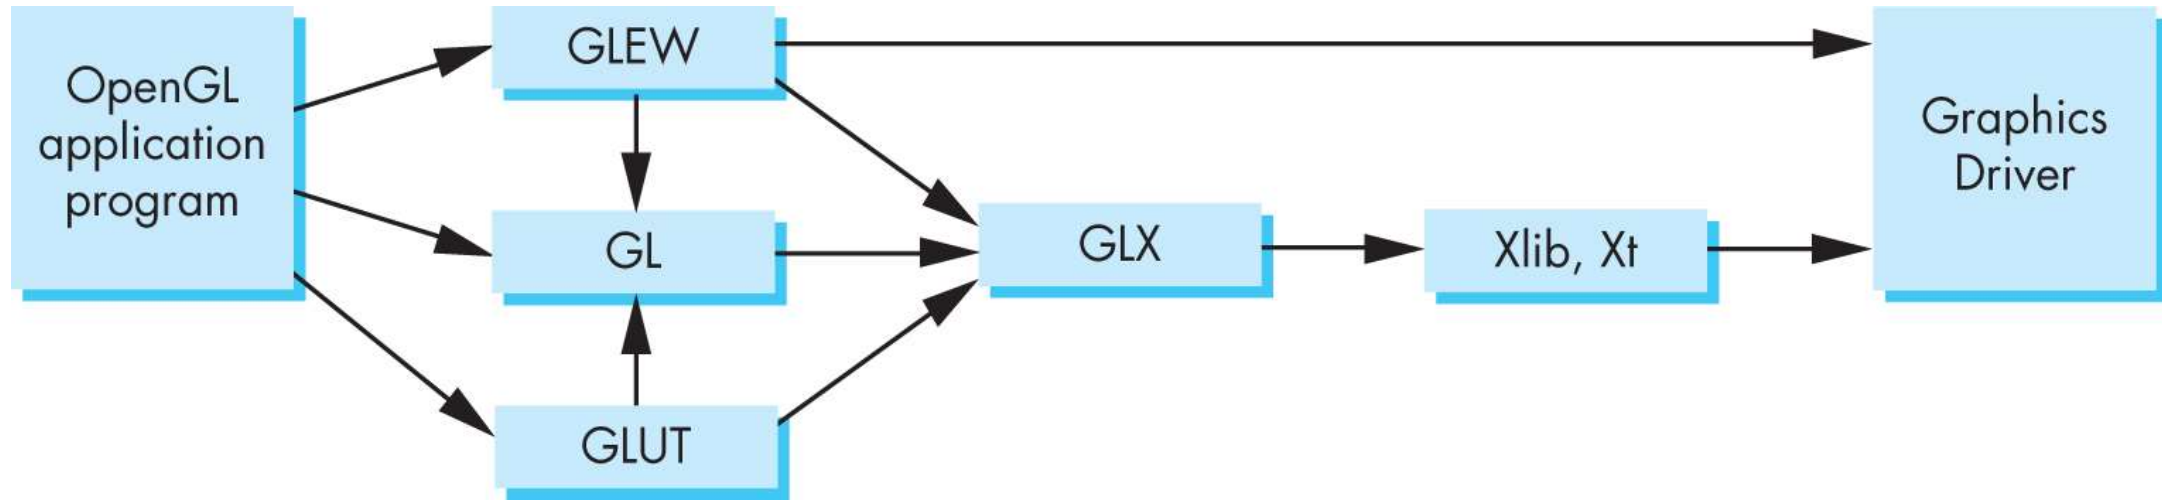 OpenGL
application
program
GLEW
GL
GLUT
GLX
Xlib, Xt
Graphics
Driver